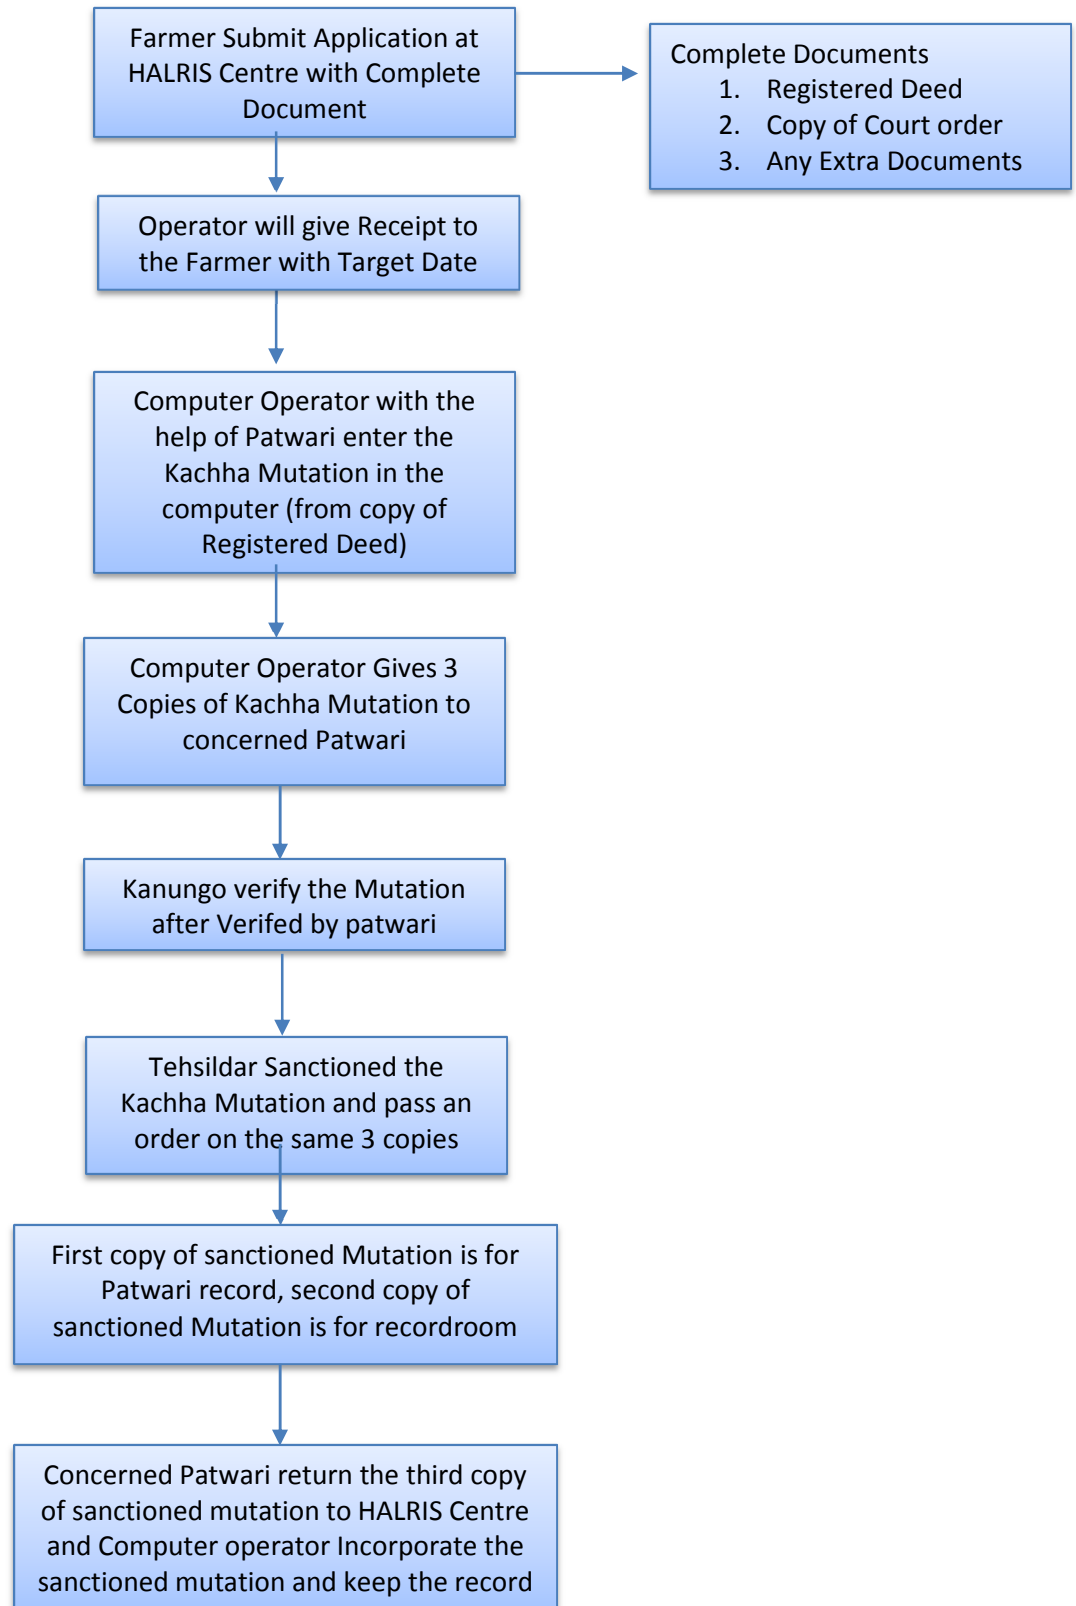 Farmer Submit Application at
HALRIS Centre with Complete
Document
Complete Documents
1. Registered Deed
2. Copy of Court order
3. Any Extra Documents
Operator will give Receipt to
the Farmer with Target Date
Computer Operator with the
help of Patwari enter the
Kachha Mutation in the
computer (from copy of
Registered Deed)
Computer Operator Gives 3
Copies of Kachha Mutation to
concerned Patwari
Kanungo verify the Mutation
after Verifed by patwari
Tehsildar Sanctioned the
Kachha Mutation and pass an
order on the same 3 copies
First copy of sanctioned Mutation is for
Patwari record, second copy of
sanctioned Mutation is for recordroom
Concerned Patwari return the third copy
of sanctioned mutation to HALRIS Centre
and Computer operator Incorporate the
sanctioned mutation and keep the record